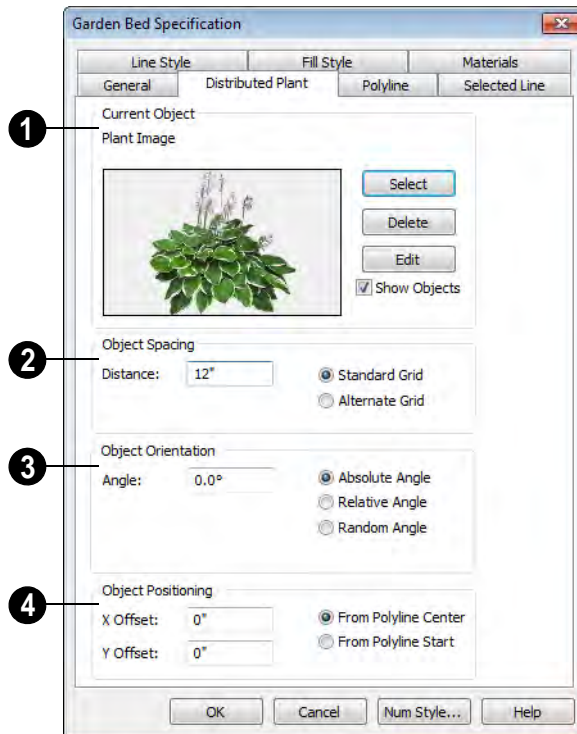 Garden Bed Specification
Line Style Fill Style Materials
General Distributed Plant Polyline Selected Line
1 Current Object
Plant Image
Select
Delete
Edit
Show Objects
2 Object Spacing
Distance: 12" Standard Grid
Alternate Grid
3 Object Orientation
Angle: 0.0° Absolute Angle
Relative Angle
Random Angle
4 Object Positioning
X Offset: 0" From Polyline Center
From Polyline Start
Y Offset: 0"
OK Cancel Num Style... Help